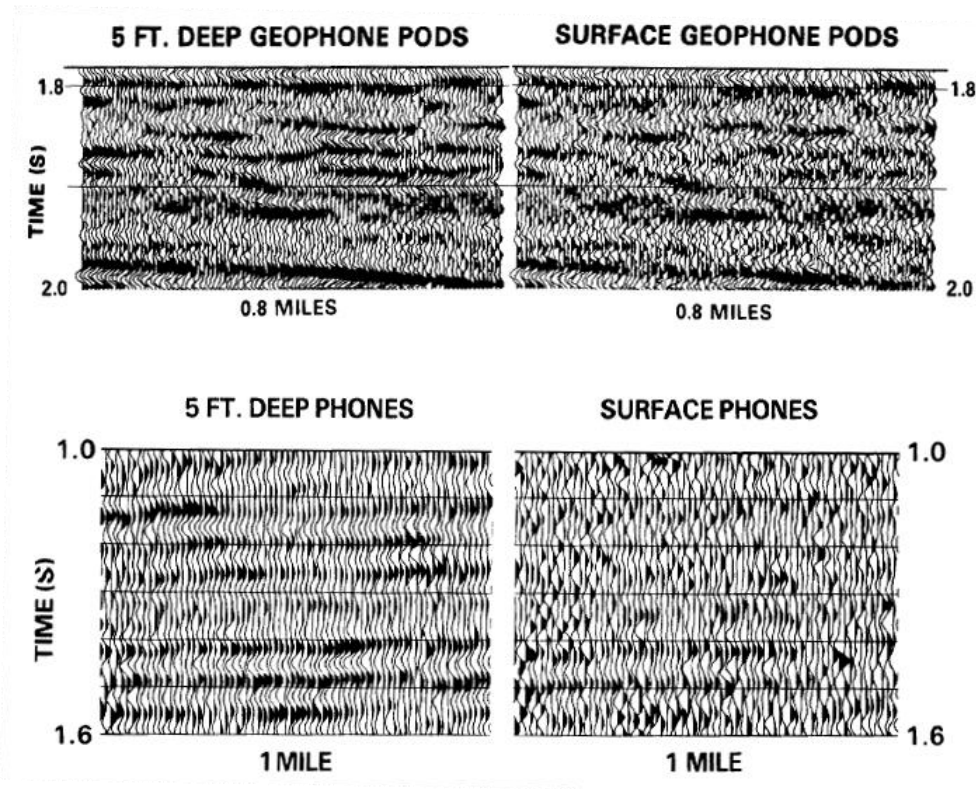 5 FT. DEEP GEOPHONE PODS
SURFACE GEOPHONE PODS
1.8
1.8
TIME (S)
2.0
2.0
0.8 MILES
0.8 MILES
5 FT. DEEP PHONES
SURFACE PHONES
1.0
1.0
TIME (S)
1.6
1.6
1 MILE
1 MILE